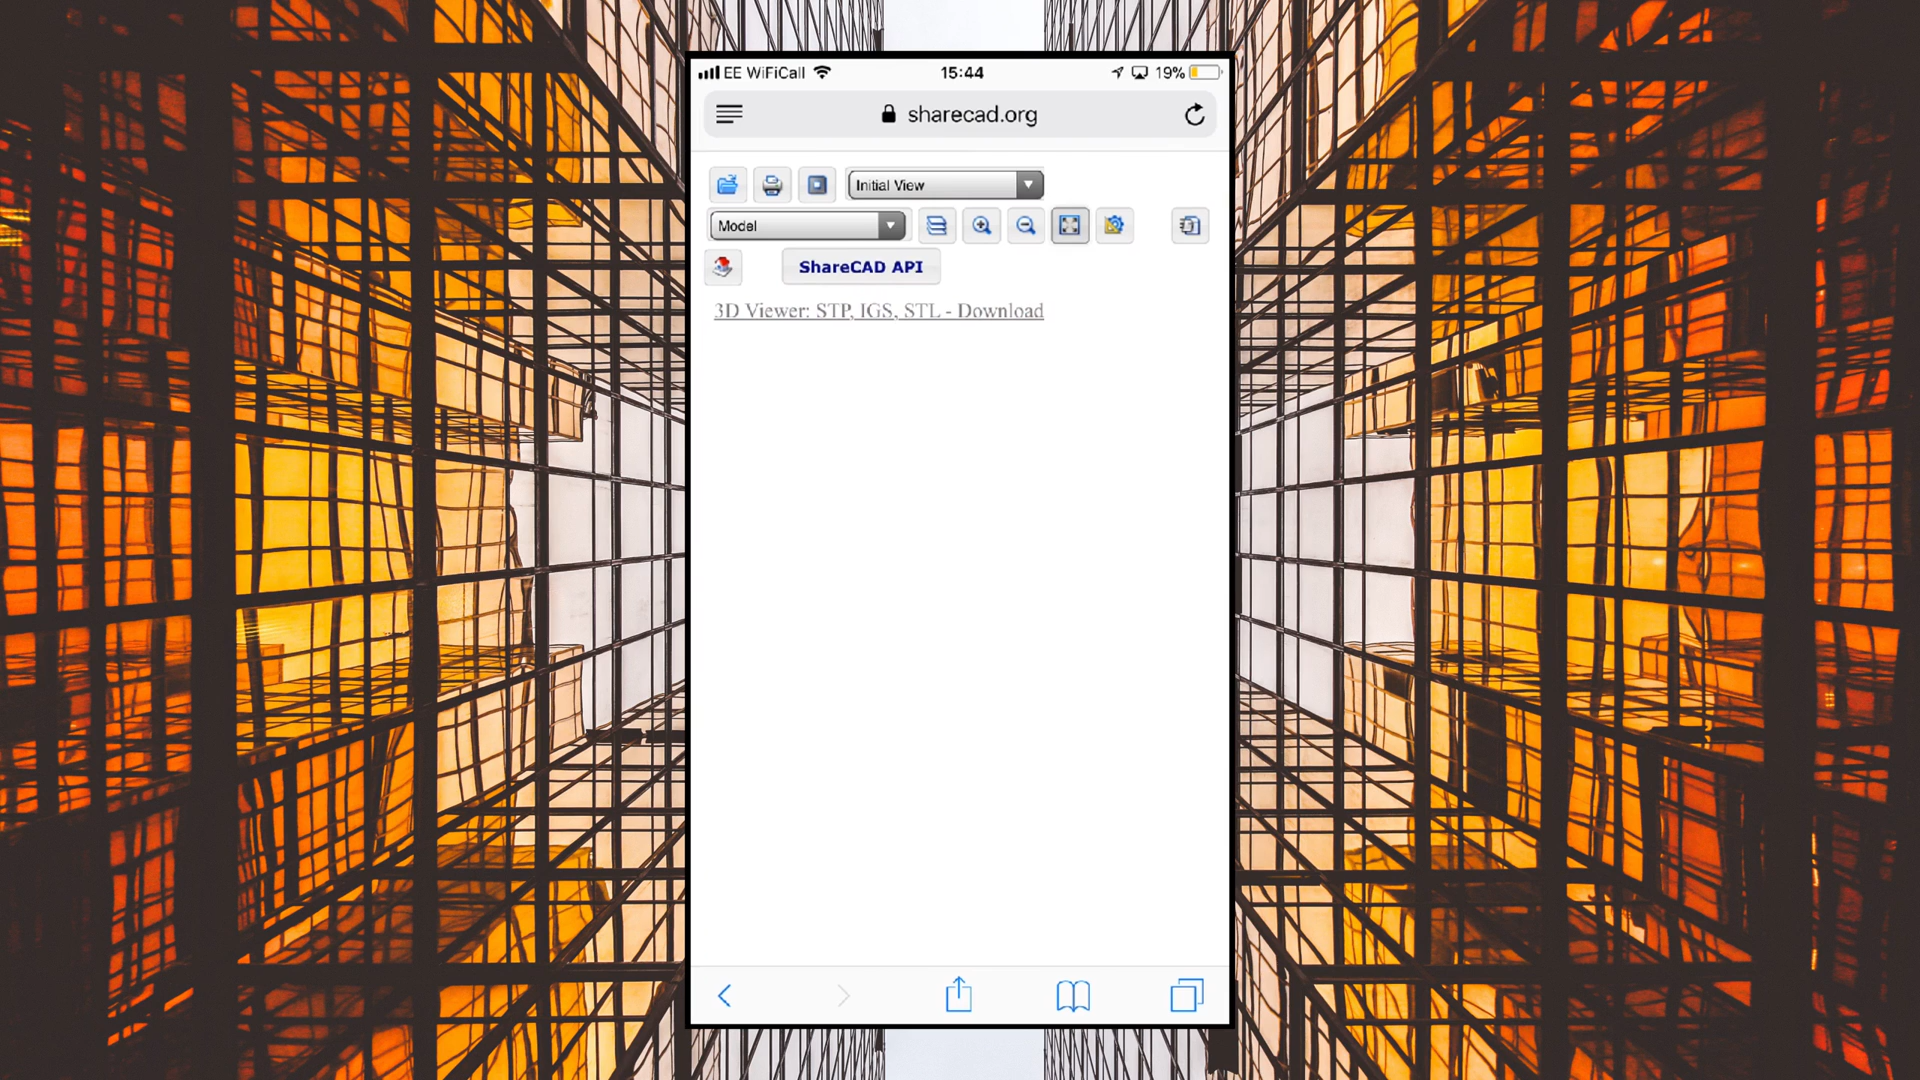 EE WiFiCall 15:44 19%
sharecad.org
Initial View
Model
ShareCAD API
3D Viewer: STP, IGS, STL - Download